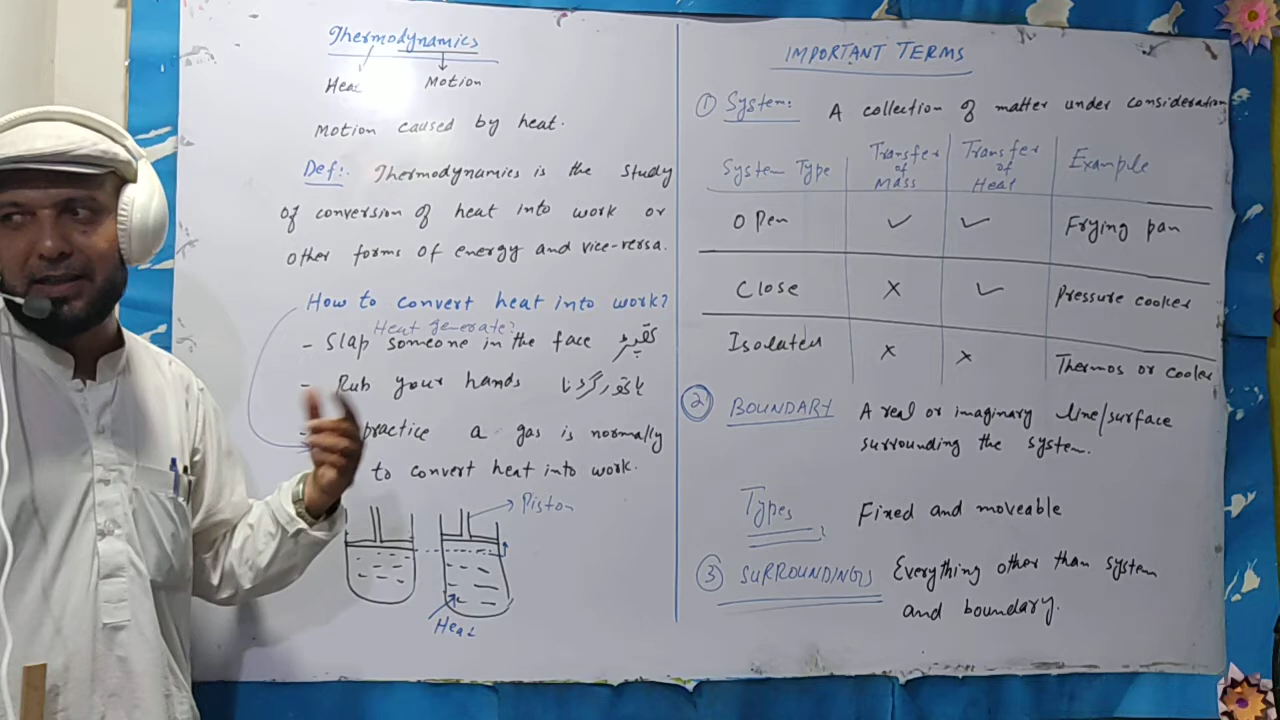 Thermodynamics
Heat Motion
Motion caused by heat.
Def:. Thermodynamics is the study
of conversion of heat into work or
other forms of energy and vice-versa.
How to convert heat into work?
Heat generate?
- Slap someone in the face تھپڑ
- Rub your hands ہاتھ رگڑنا
practice a gas is normally
to convert heat into work.
Piston
Heat
IMPORTANT TERMS
① System: A collection of matter under consideration
System Type Transfer of Mass Transfer of Heat Example
Open ✓ ✓ Frying pan
Close ✗ ✓ pressure cooker
Isolated ✗ ✗ Thermos or cooler
② BOUNDARY A real or imaginary line/surface
surrounding the system.
Types Fixed and moveable
③ SURROUNDINGS Everything other than system
and boundary.